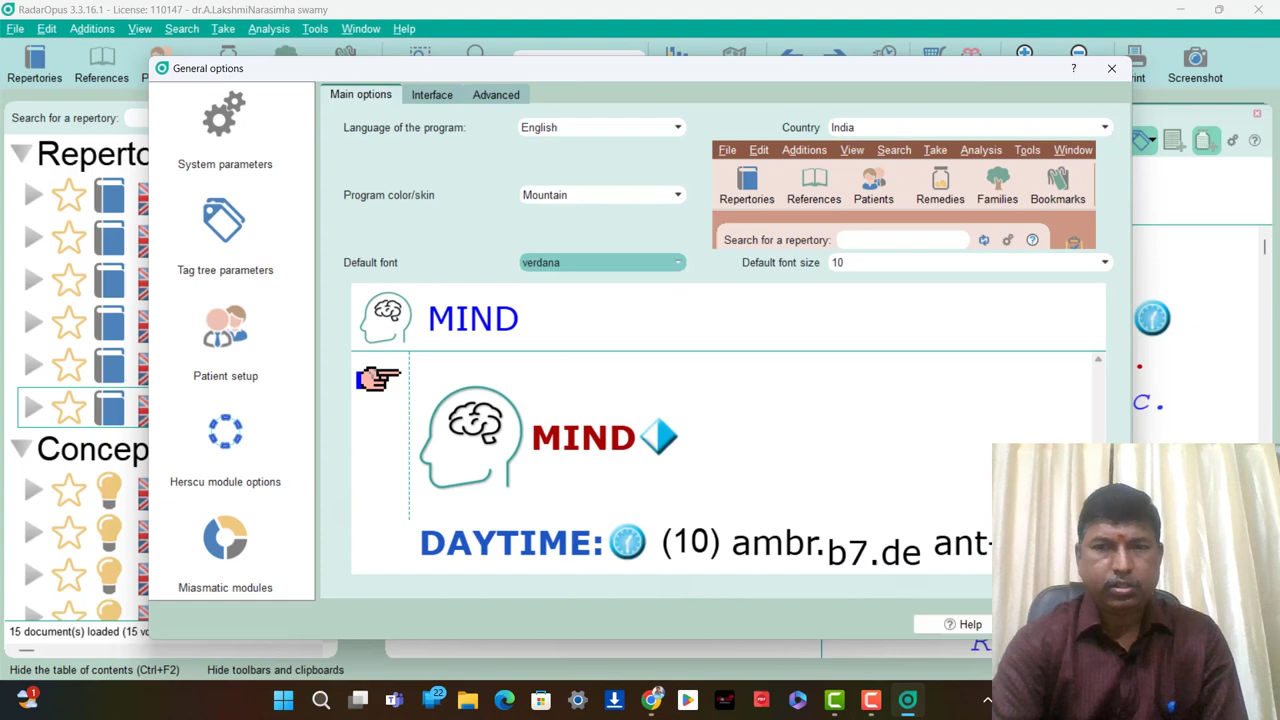 RadarOpus 3.3.16.1 - License: 110147 - dr.A.LakshmiNarasimha swamy
File Edit Additions View Search Take Analysis Tools Window Help
Repertories References Screenshot
General options
Search for a repertory:
System parameters
Tag tree parameters
Patient setup
Herscu module options
Miasmatic modules
Main options Interface Advanced
Language of the program: English Country India
Program color/skin Mountain
File Edit Additions View Search Take Analysis Tools Window
Repertories References Patients Remedies Families Bookmarks
Search for a repertory:
Default font verdana Default font size 10
MIND
MIND
DAYTIME: (10) ambr. b7.de ant-
Help
15 document(s) loaded (15 vo
Hide the table of contents (Ctrl+F2) Hide toolbars and clipboards
1
22
PDF